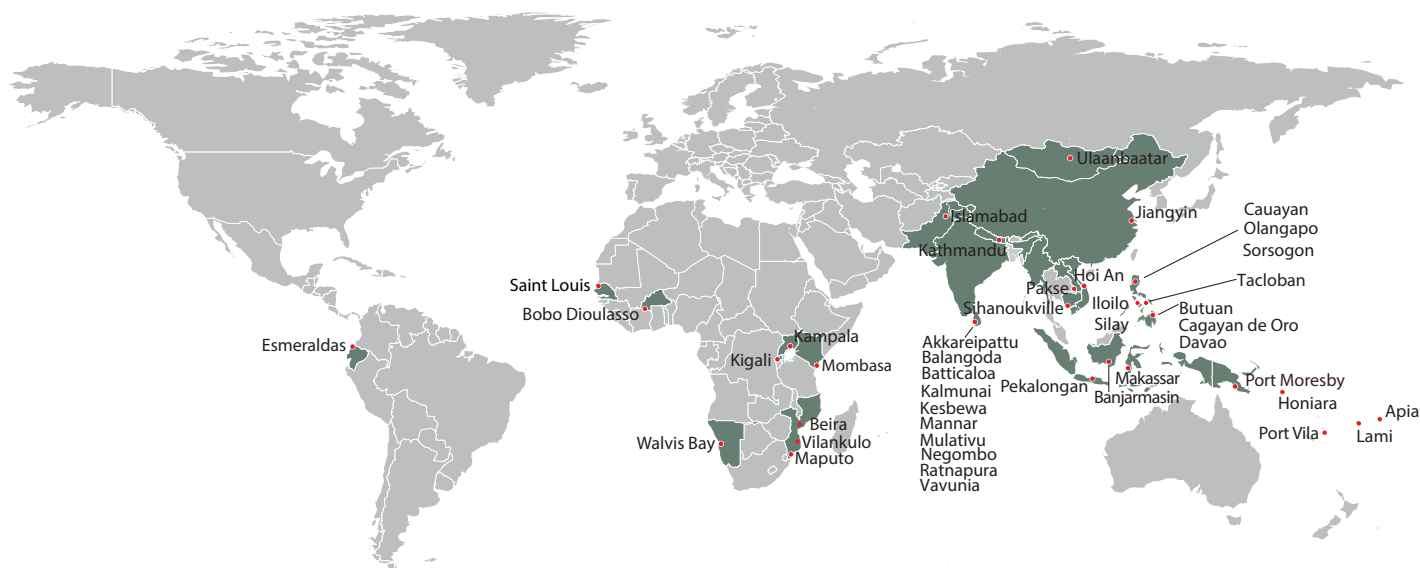 Ulaanbaatar
Islamabad
Jiangyin
Cauayan
Olangapo
Sorsogon
Kathmandu
Hoi An
Tacloban
Saint Louis
Pakse
Bobo Dioulasso
Sihanoukville
Iloilo
Butuan
Silay
Cagayan de Oro
Davao
Esmeraldas
Kampala
Kigali
Mombasa
Akkareipattu
Balangoda
Batticaloa
Kalmunai
Kesbewa
Mannar
Mulativu
Negombo
Ratnapura
Vavunia
Pekalongan
Makassar
Banjarmasin
Port Moresby
Honiara
Apia
Port Vila
Lami
Beira
Walvis Bay
Vilankulo
Maputo